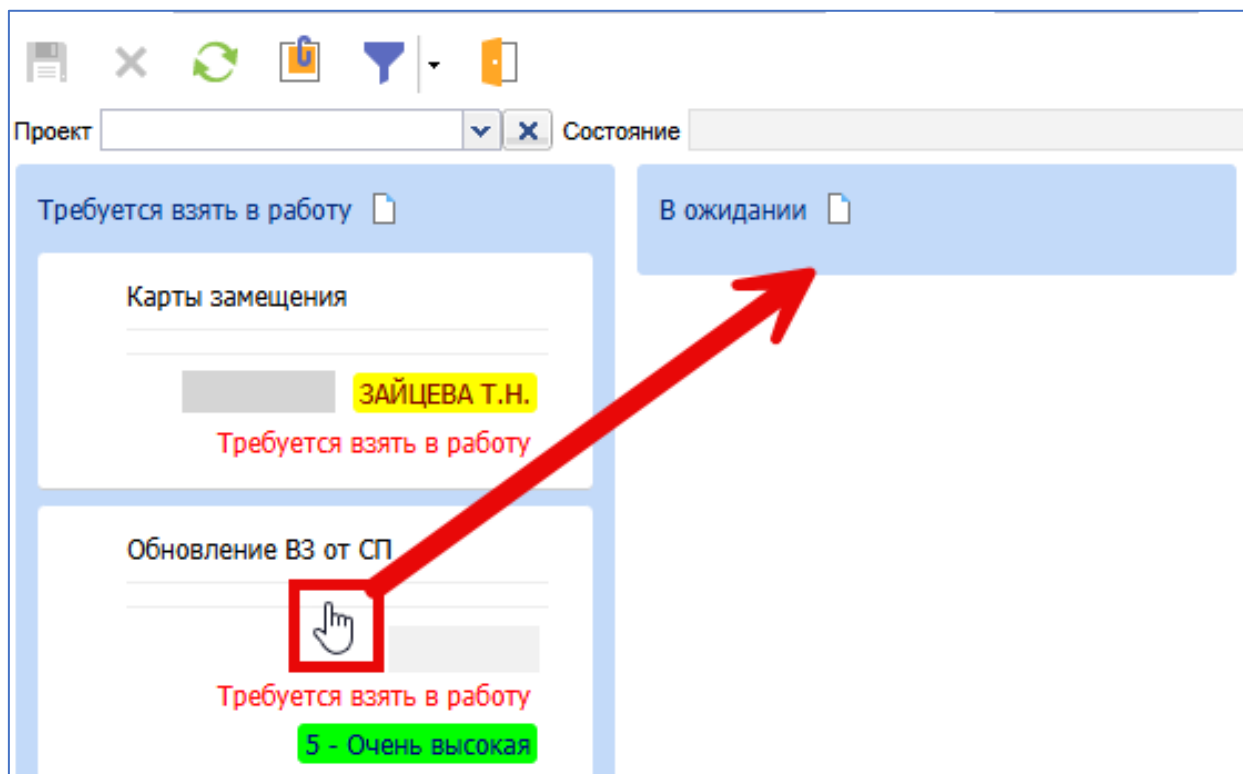 Проект
Состояние
Требуется взять в работу
В ожидании
Карты замещения
ЗАЙЦЕВА Т.Н.
Требуется взять в работу
Обновление ВЗ от СП
Требуется взять в работу
5 - Очень высокая